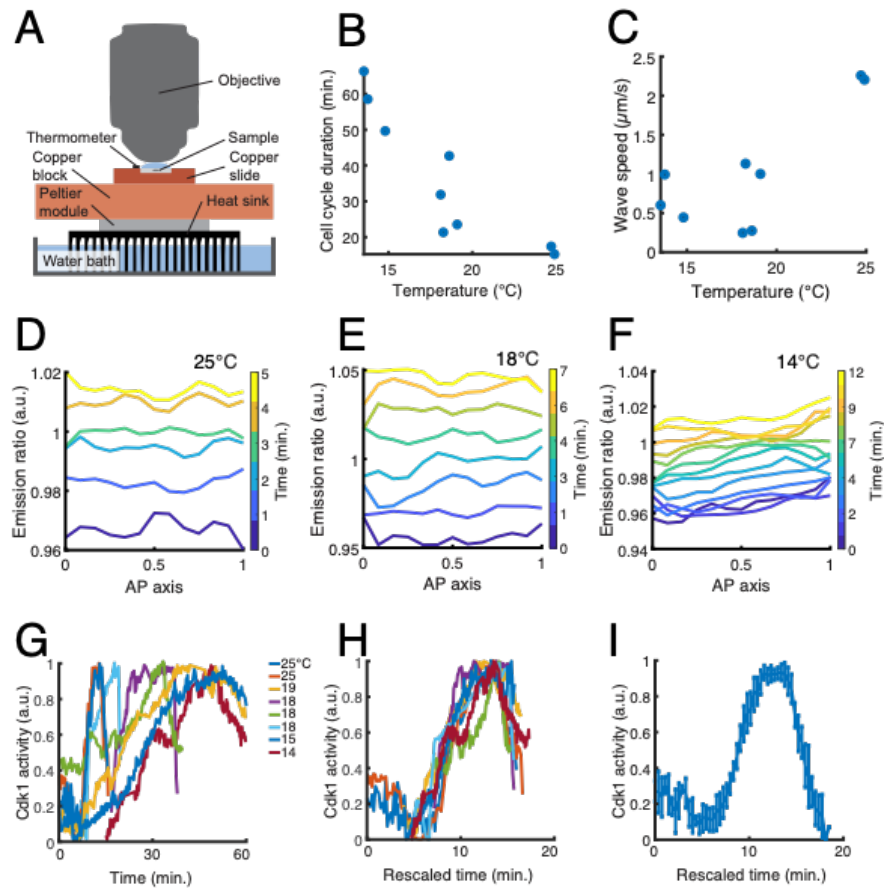 A
Objective
Thermometer
Sample
Copper block
Copper slide
Peltier module
Heat sink
Water bath
B
Cell cycle duration (min.)
60
50
40
30
20
15
20
25
Temperature (°C)
C
Wave speed (µm/s)
2.5
2
1.5
1
0.5
0
15
20
25
Temperature (°C)
D
25°C
Emission ratio (a.u.)
1.02
1
0.98
0.96
0
0.5
1
AP axis
5
4
3
2
1
0
Time (min.)
E
18°C
Emission ratio (a.u.)
1.05
1
0.95
0
0.5
1
AP axis
7
6
4
3
1
0
Time (min.)
F
14°C
Emission ratio (a.u.)
1.04
1.02
1
0.98
0.96
0.94
0
0.5
1
AP axis
12
9
7
5
2
0
Time (min.)
G
Cdk1 activity (a.u.)
1
0.8
0.6
0.4
0.2
0
0
30
60
Time (min.)
25°C
25
19
18
18
18
15
14
H
Cdk1 activity (a.u.)
1
0.8
0.6
0.4
0.2
0
0
10
20
Rescaled time (min.)
I
Cdk1 activity (a.u.)
1
0.8
0.6
0.4
0.2
0
0
10
20
Rescaled time (min.)